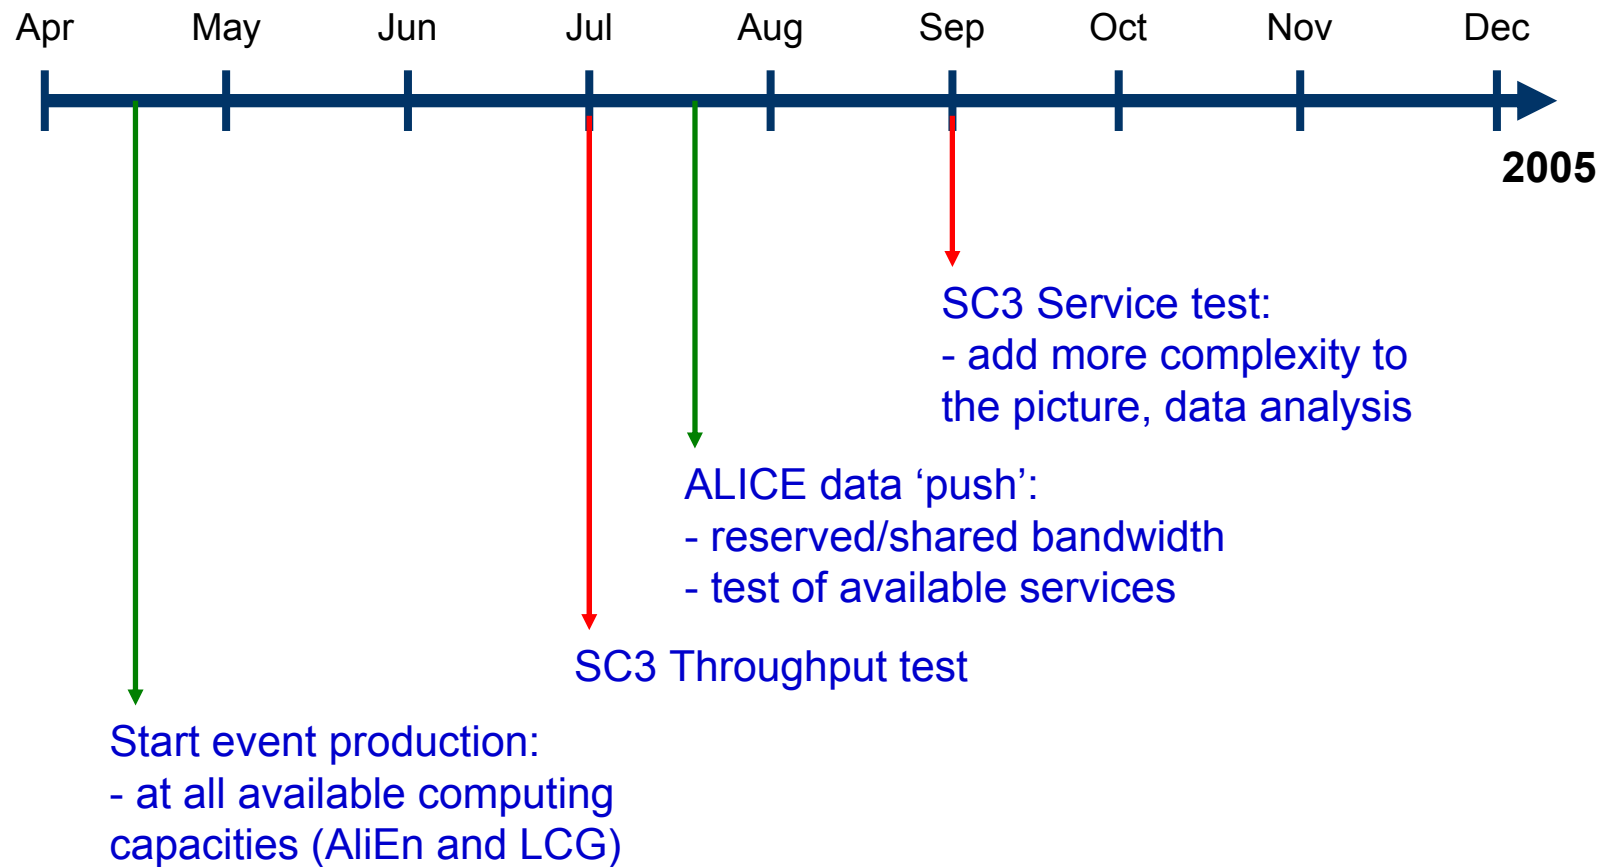 Apr May Jun Jul Aug Sep Oct Nov Dec
2005
SC3 Service test:
- add more complexity to
the picture, data analysis
ALICE data ‘push’:
- reserved/shared bandwidth
- test of available services
SC3 Throughput test
Start event production:
- at all available computing
capacities (AliEn and LCG)